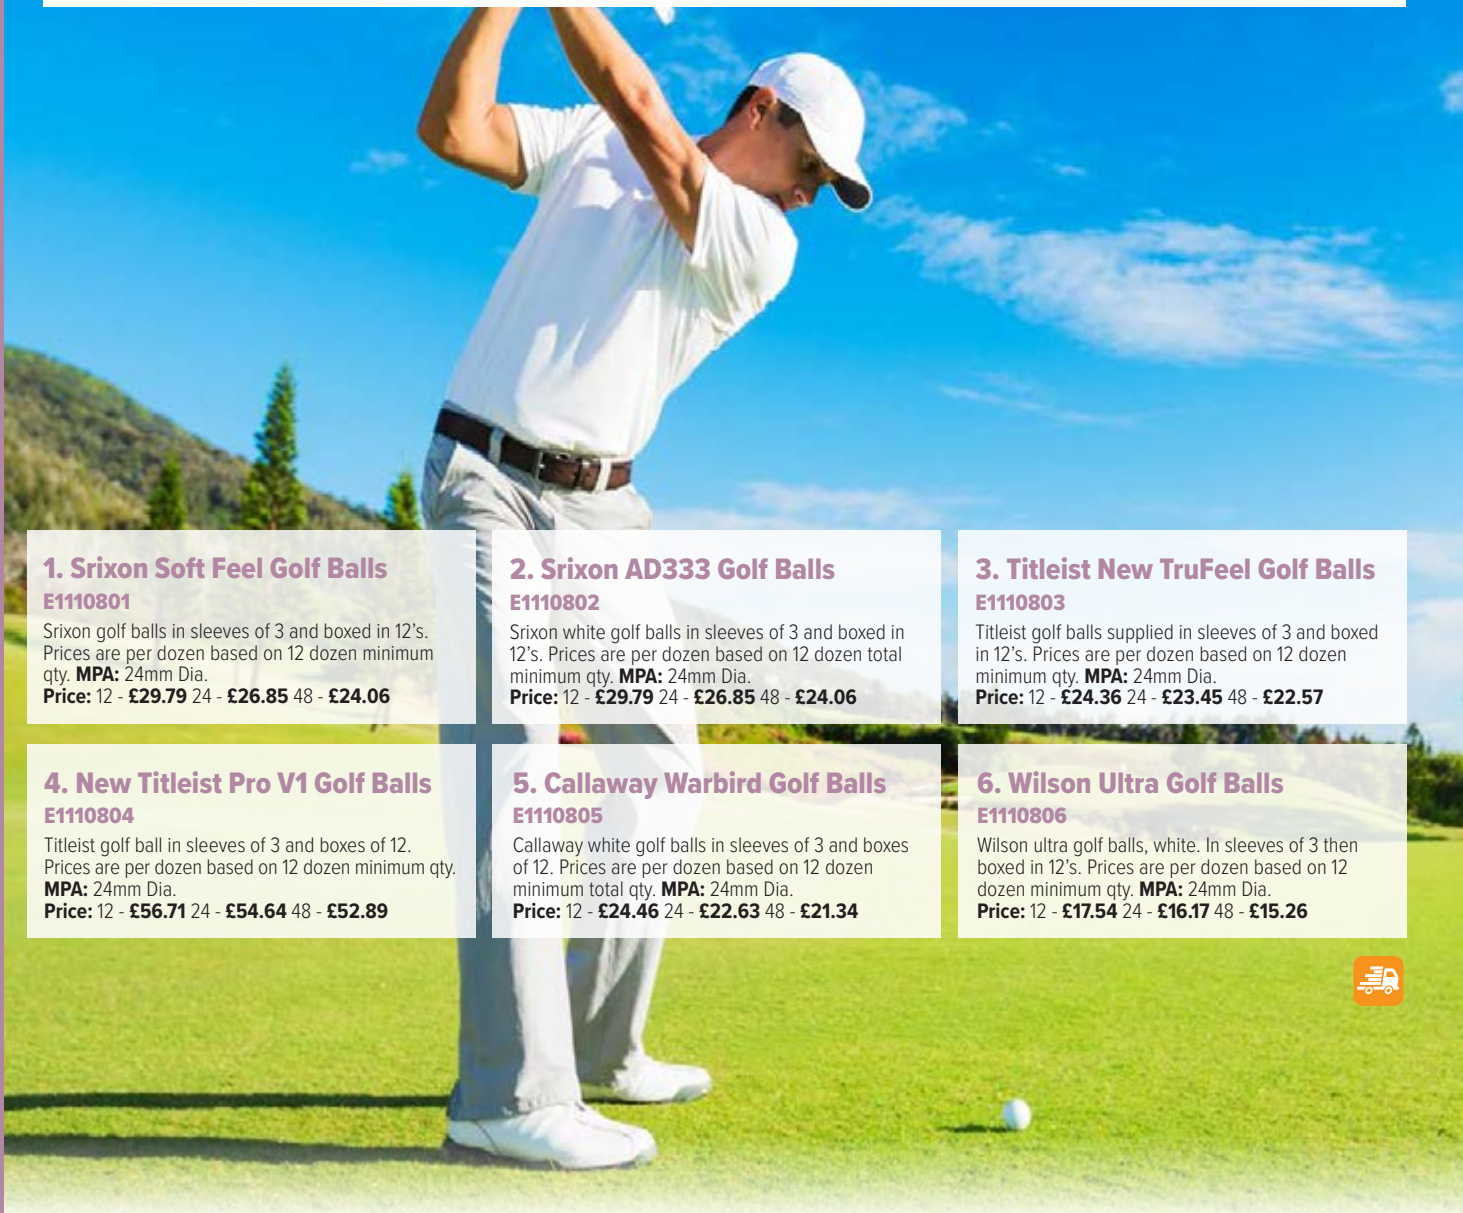 1. Srixon Soft Feel Golf Balls
E1110801
Srixon golf balls in sleeves of 3 and boxed in 12’s.
Prices are per dozen based on 12 dozen minimum
qty. MPA: 24mm Dia.
Price: 12 - £29.79 24 - £26.85 48 - £24.06
2. Srixon AD333 Golf Balls
E1110802
Srixon white golf balls in sleeves of 3 and boxed in
12’s. Prices are per dozen based on 12 dozen total
minimum qty. MPA: 24mm Dia.
Price: 12 - £29.79 24 - £26.85 48 - £24.06
3. Titleist New TruFeel Golf Balls
E1110803
Titleist golf balls supplied in sleeves of 3 and boxed
in 12’s. Prices are per dozen based on 12 dozen
minimum qty. MPA: 24mm Dia.
Price: 12 - £24.36 24 - £23.45 48 - £22.57
4. New Titleist Pro V1 Golf Balls
E1110804
Titleist golf ball in sleeves of 3 and boxes of 12.
Prices are per dozen based on 12 dozen minimum qty.
MPA: 24mm Dia.
Price: 12 - £56.71 24 - £54.64 48 - £52.89
5. Callaway Warbird Golf Balls
E1110805
Callaway white golf balls in sleeves of 3 and boxes
of 12. Prices are per dozen based on 12 dozen
minimum total qty. MPA: 24mm Dia.
Price: 12 - £24.46 24 - £22.63 48 - £21.34
6. Wilson Ultra Golf Balls
E1110806
Wilson ultra golf balls, white. In sleeves of 3 then
boxed in 12’s. Prices are per dozen based on 12
dozen minimum qty. MPA: 24mm Dia.
Price: 12 - £17.54 24 - £16.17 48 - £15.26